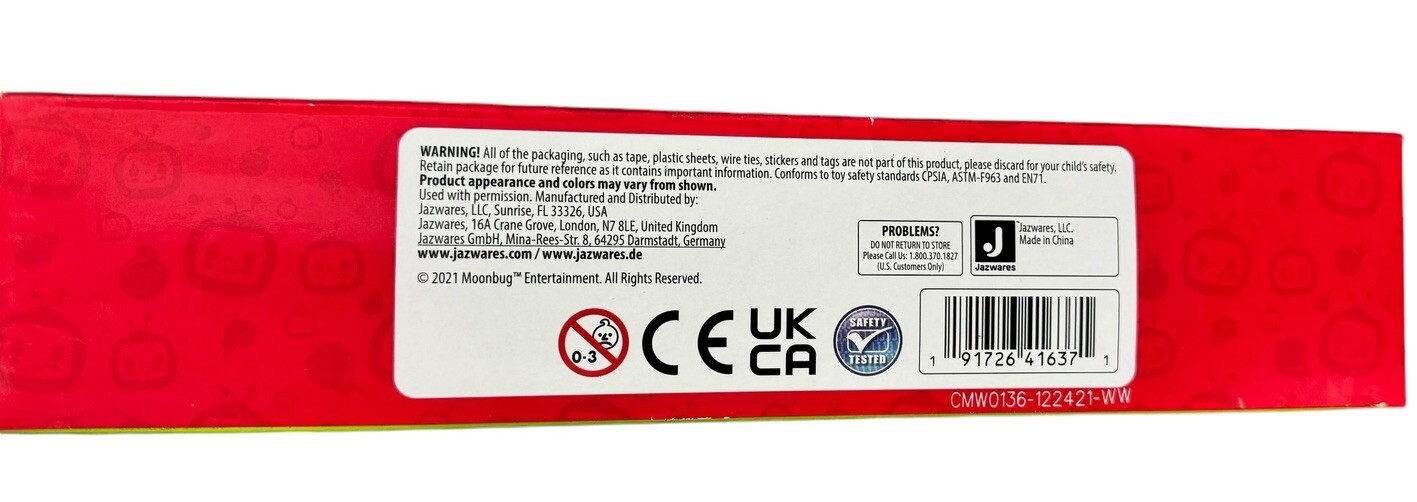 WARNING! All of the packaging, such as tape, plastic sheets, wire ties, stickers and tags are not part of this product, please discard for your child's safety.
Retain package for future reference as it contains important information. Conforms to toy safety standards CPSIA, ASTM-F963 and EN71.
Product appearance and colors may vary from shown.
Used with permission. Manufactured and Distributed by:
Jazwares, LLC, Sunrise, FL 33326, USA
Jazwares, 16A Crane Grove, London, N7 8LE, United Kingdom
Jazwares GmbH, Mina-Rees-Str. 8, 64295 Darmstadt, Germany
www.jazwares.com / www.jazwares.de
© 2021 Moonbug™ Entertainment. All Rights Reserved.
PROBLEMS?
DO NOT RETURN TO STORE
Please Call Us: 1.800.370.1827
(U.S. Customers Only)
J™
Jazwares
Jazwares, LLC.
Made in China
0-3
CE
UK
CA
SAFETY
TESTED
1 91726 41637 1
CMW0136-122421-WW